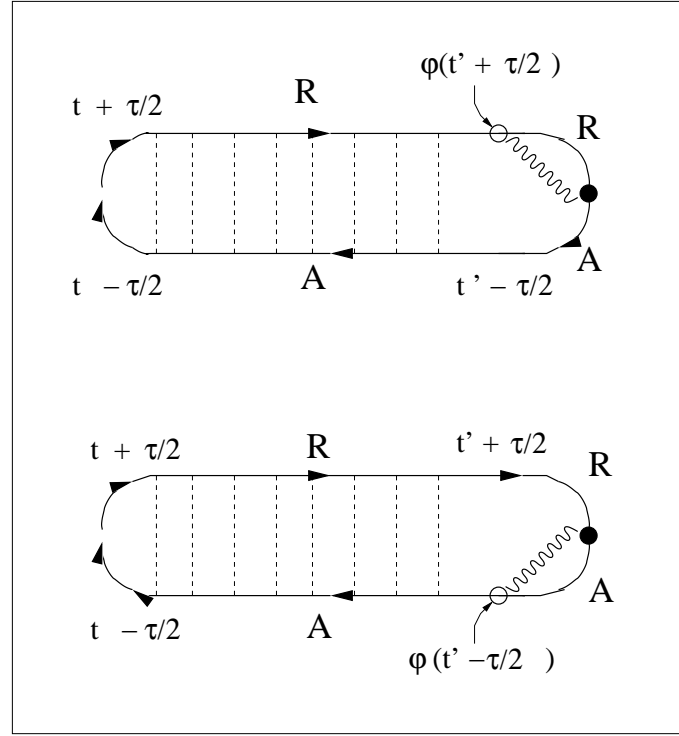 φ(t' + τ/2 )
t + τ/2
R
R
A
t − τ/2
A
t' − τ/2
t + τ/2
R
t' + τ/2
R
A
t − τ/2
A
φ (t' −τ/2 )